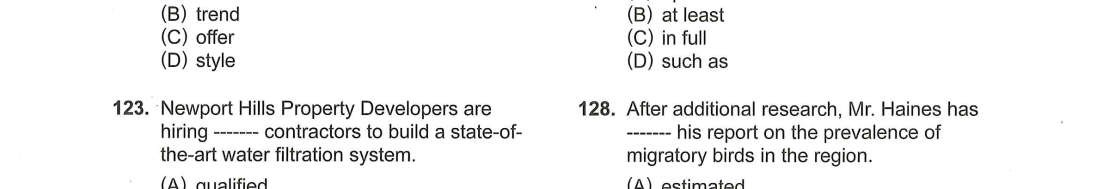 (B) trend
(C) offer
(D) style
123. Newport Hills Property Developers are
hiring ------- contractors to build a state-of-
the-art water filtration system.
(A) qualified
(B) at least
(C) in full
(D) such as
128. After additional research, Mr. Haines has
------- his report on the prevalence of
migratory birds in the region.
(A) estimated